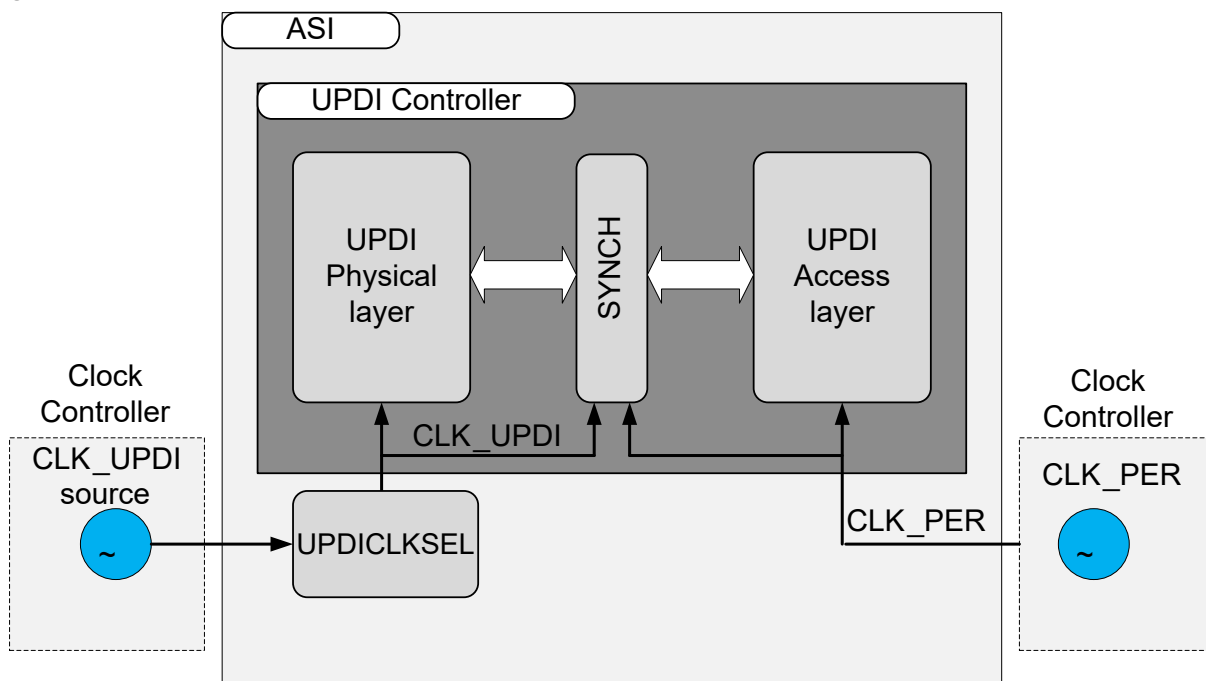 ASI
UPDI Controller
UPDI
Physical
layer
SYNCH
UPDI
Access
layer
Clock
Controller
CLK_UPDI
source
~
CLK_UPDI
UPDICLKSEL
CLK_PER
Clock
Controller
CLK_PER
~